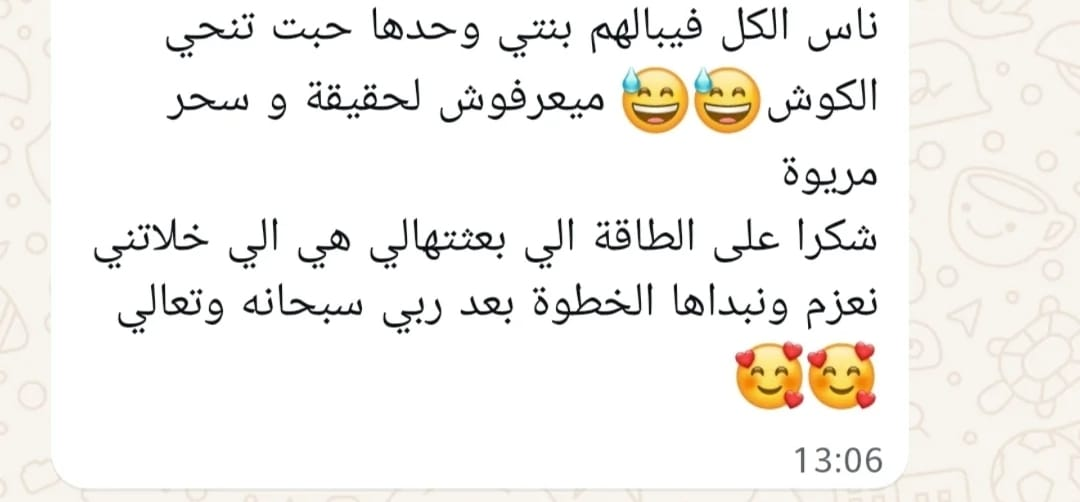 ناس الكل فيبالهم بنتي وحدها حبت تنحي
الكوش😅😅 ميعرفوش لحقيقة و سحر
مريوة
شكرا على الطاقة الي بعثتهالي هي الي خلاتني
نعزم ونبداها الخطوة بعد ربي سبحانه وتعالي
🥰🥰
13:06